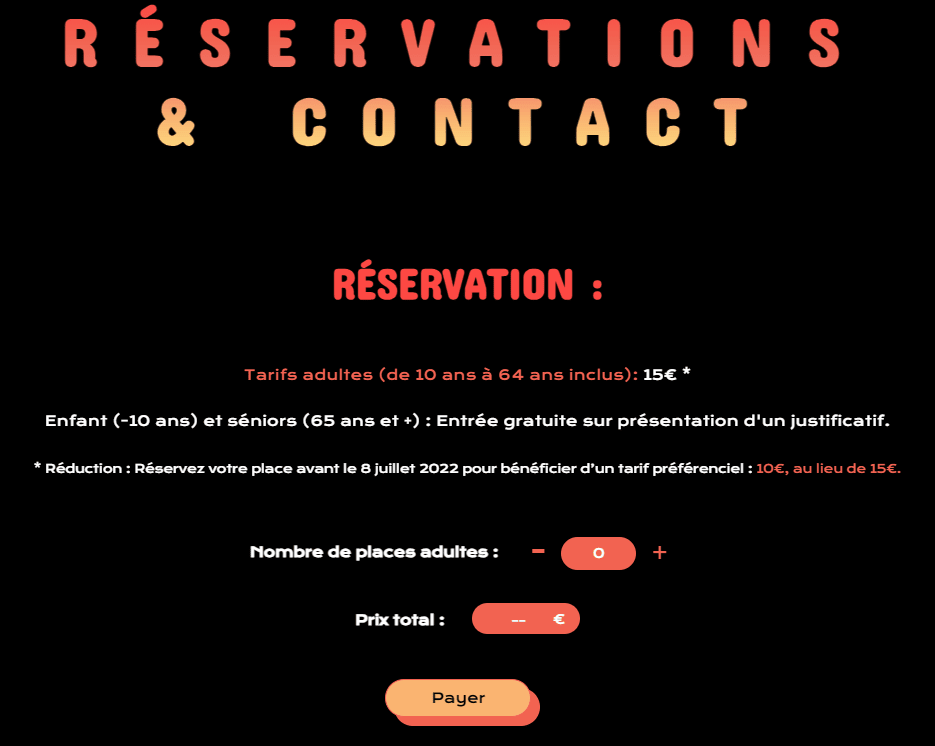 RÉSERVATIONS
& CONTACT
RÉSERVATION :
Tarifs adultes (de 10 ans à 64 ans inclus): 15€ *
Enfant (-10 ans) et séniors (65 ans et +) : Entrée gratuite sur présentation d'un justificatif.
* Réduction : Réservez votre place avant le 8 juillet 2022 pour bénéficier d’un tarif préférenciel : 10€, au lieu de 15€.
Nombre de places adultes : - 0 +
Prix total : -- €
Payer